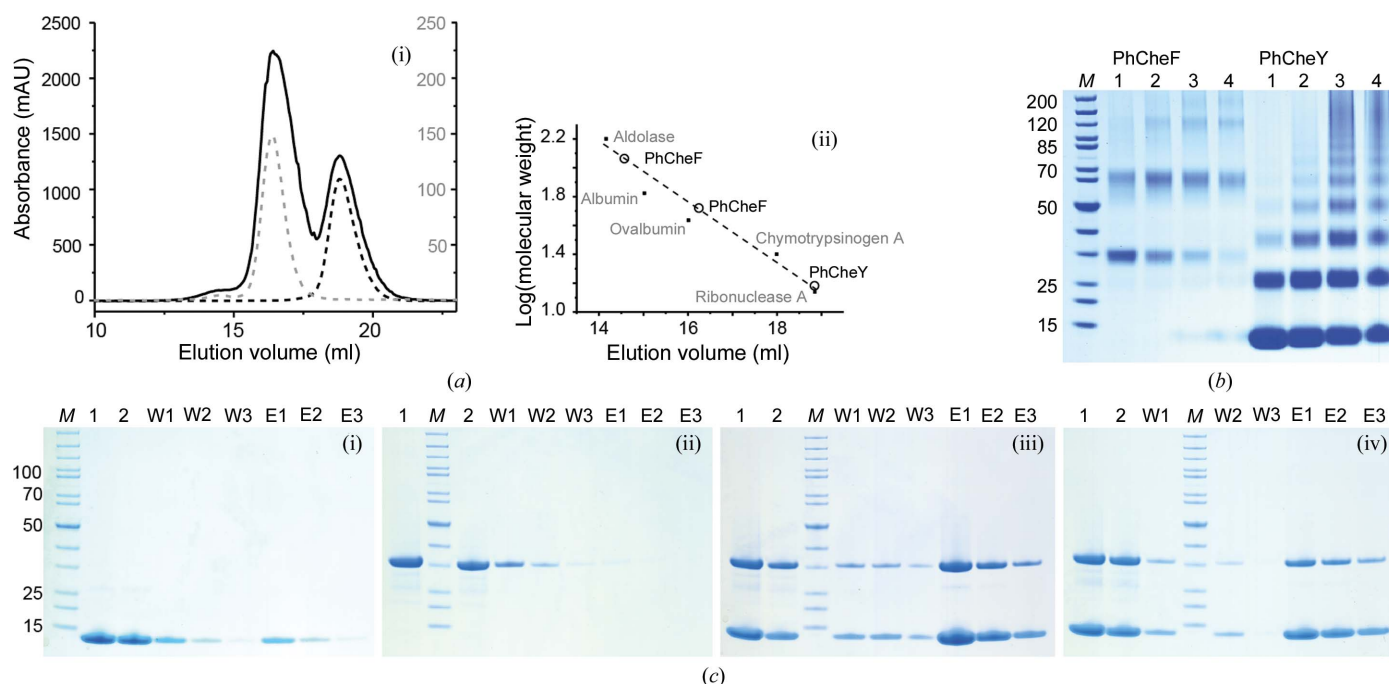 2500
2000
1500
1000
500
0
Absorbance (mAU)
250
200
150
100
50
(i)
10
15
20
Elution volume (ml)
2.2
1.8
1.4
1.0
Log(molecular weight)
Aldolase
PhCheF
(ii)
Albumin
PhCheF
Ovalbumin
Chymotrypsinogen A
PhCheY
Ribonuclease A
14
16
18
Elution volume (ml)
(a)
PhCheF PhCheY
M 1 2 3 4 1 2 3 4
200
120
85
70
50
25
15
(b)
M 1 2 W1 W2 W3 E1 E2 E3
(i)
100
70
50
25
15
1 M 2 W1 W2 W3 E1 E2 E3
(ii)
1 2 M W1 W2 W3 E1 E2 E3
(iii)
1 2 W1 M W2 W3 E1 E2 E3
(iv)
(c)